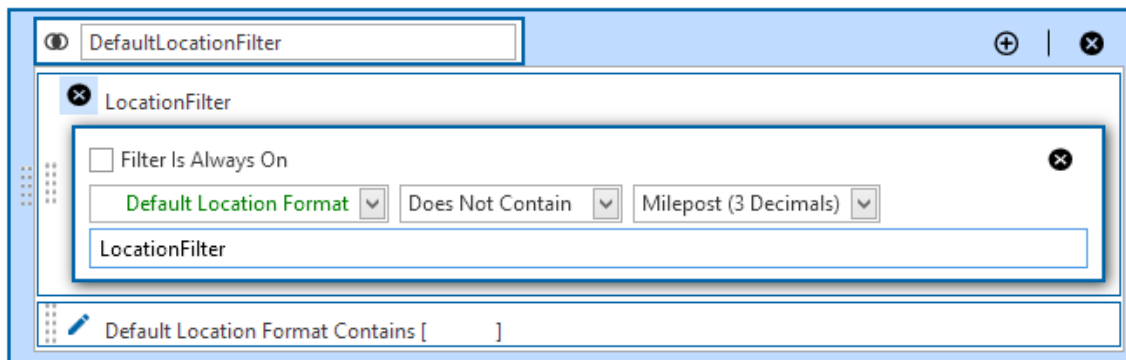 DefaultLocationFilter
LocationFilter
Filter Is Always On
Default Location Format Does Not Contain Milepost (3 Decimals)
LocationFilter
Default Location Format Contains [ ]